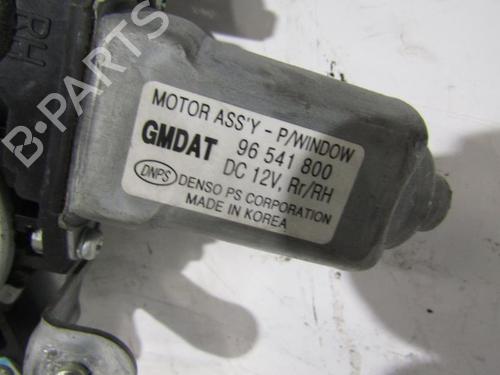 RH
MOTOR ASS'Y - P/WINDOW
GMDAT 96 541 800
DC 12V, Rr/RH
DNPS DENSO PS CORPORATION
MADE IN KOREA
B-PARTS